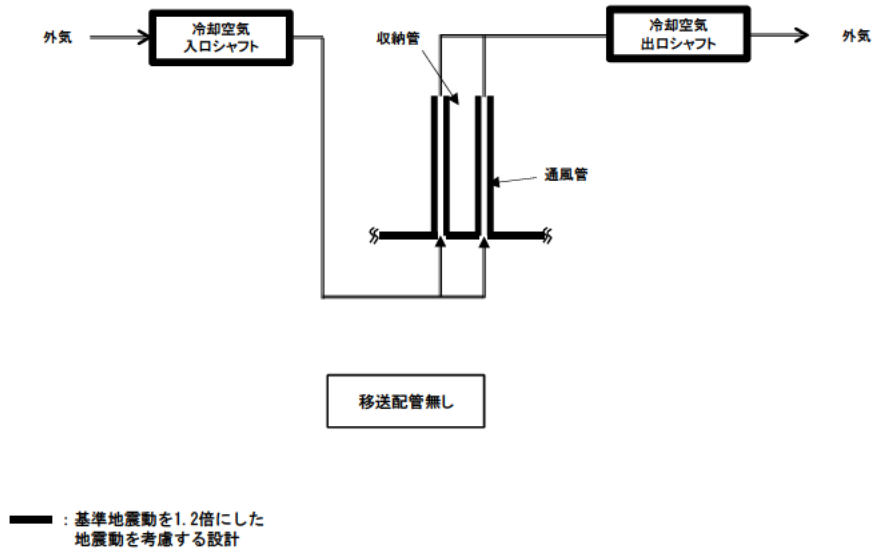 外気
冷却空気
入口シャフト
収納管
冷却空気
出口シャフト
外気
通風管
移送配管無し
：基準地震動を1.2倍にした
地震動を考慮する設計